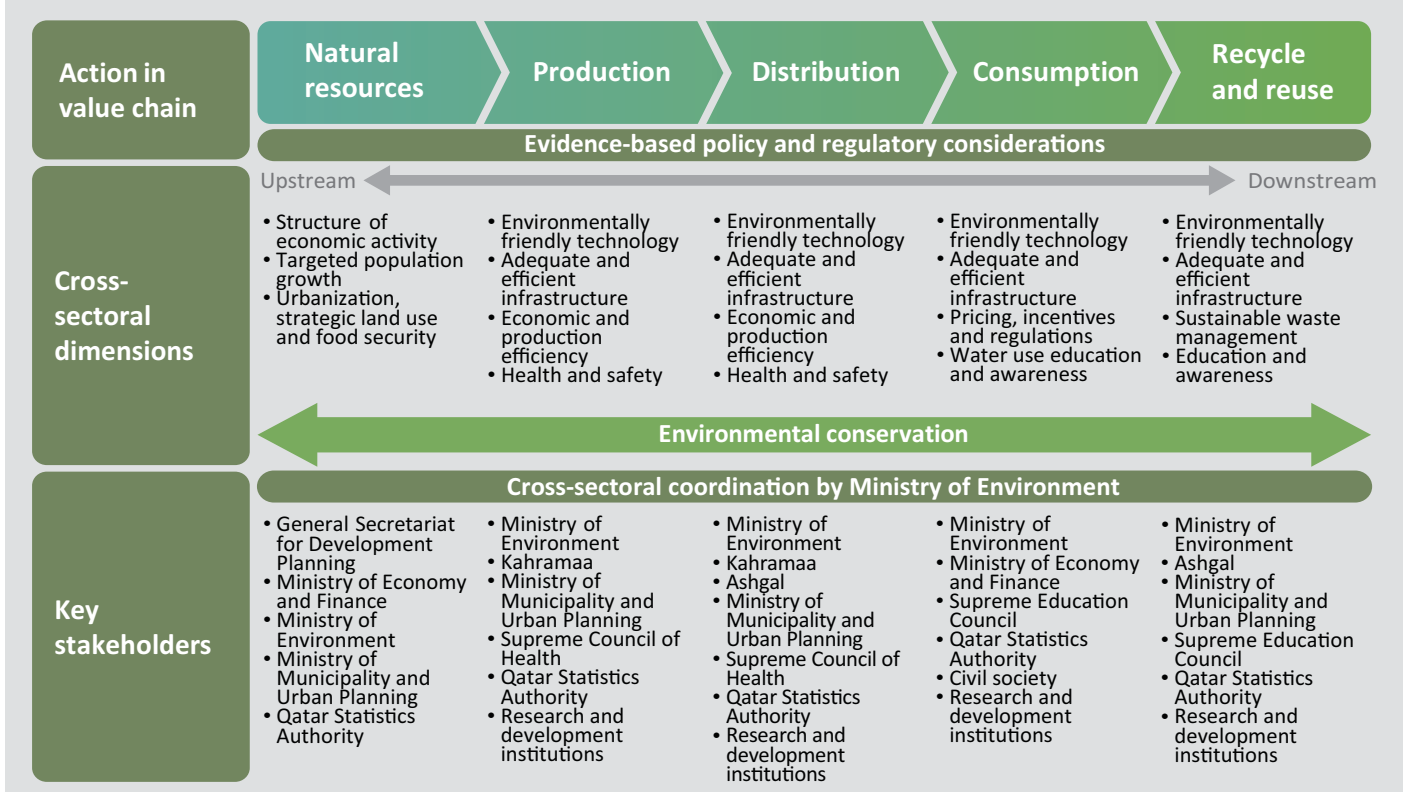 Action in
value chain
Natural
resources
Production
Distribution
Consumption
Recycle
and reuse
Evidence-based policy and regulatory considerations
Upstream
Downstream
Cross-
sectoral
dimensions
• Structure of
economic activity
• Targeted population
growth
• Urbanization,
strategic land use
and food security
• Environmentally
friendly technology
• Adequate and
efficient
infrastructure
• Economic and
production
efficiency
• Health and safety
• Environmentally
friendly technology
• Adequate and
efficient
infrastructure
• Economic and
production
efficiency
• Health and safety
• Environmentally
friendly technology
• Adequate and
efficient
infrastructure
• Pricing, incentives
and regulations
• Water use education
and awareness
• Environmentally
friendly technology
• Adequate and
efficient
infrastructure
• Sustainable waste
management
• Education and
awareness
Environmental conservation
Key
stakeholders
Cross-sectoral coordination by Ministry of Environment
• General Secretariat
for Development
Planning
• Ministry of Economy
and Finance
• Ministry of
Environment
• Ministry of
Municipality and
Urban Planning
• Qatar Statistics
Authority
• Ministry of
Environment
• Kahramaa
• Ministry of
Municipality and
Urban Planning
• Supreme Council of
Health
• Qatar Statistics
Authority
• Research and
development
institutions
• Ministry of
Environment
• Kahramaa
• Ashgal
• Ministry of
Municipality and
Urban Planning
• Supreme Council of
Health
• Qatar Statistics
Authority
• Research and
development
institutions
• Ministry of
Environment
• Ministry of Economy
and Finance
• Supreme Education
Council
• Qatar Statistics
Authority
• Civil society
• Research and
development
institutions
• Ministry of
Environment
• Ashgal
• Ministry of
Municipality and
Urban Planning
• Supreme Education
Council
• Qatar Statistics
Authority
• Research and
development
institutions